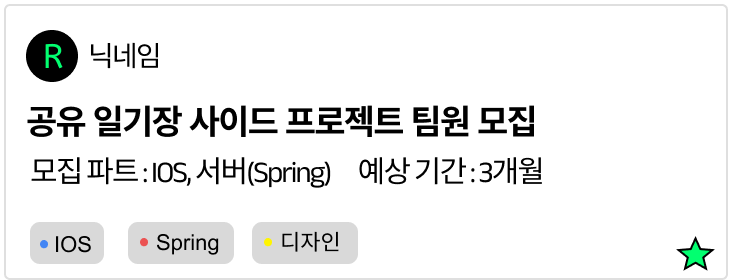 R 닉네임
공유 일기장 사이드 프로젝트 팀원 모집
모집 파트 : IOS, 서버(Spring) 예상 기간 : 3개월
IOS Spring 디자인